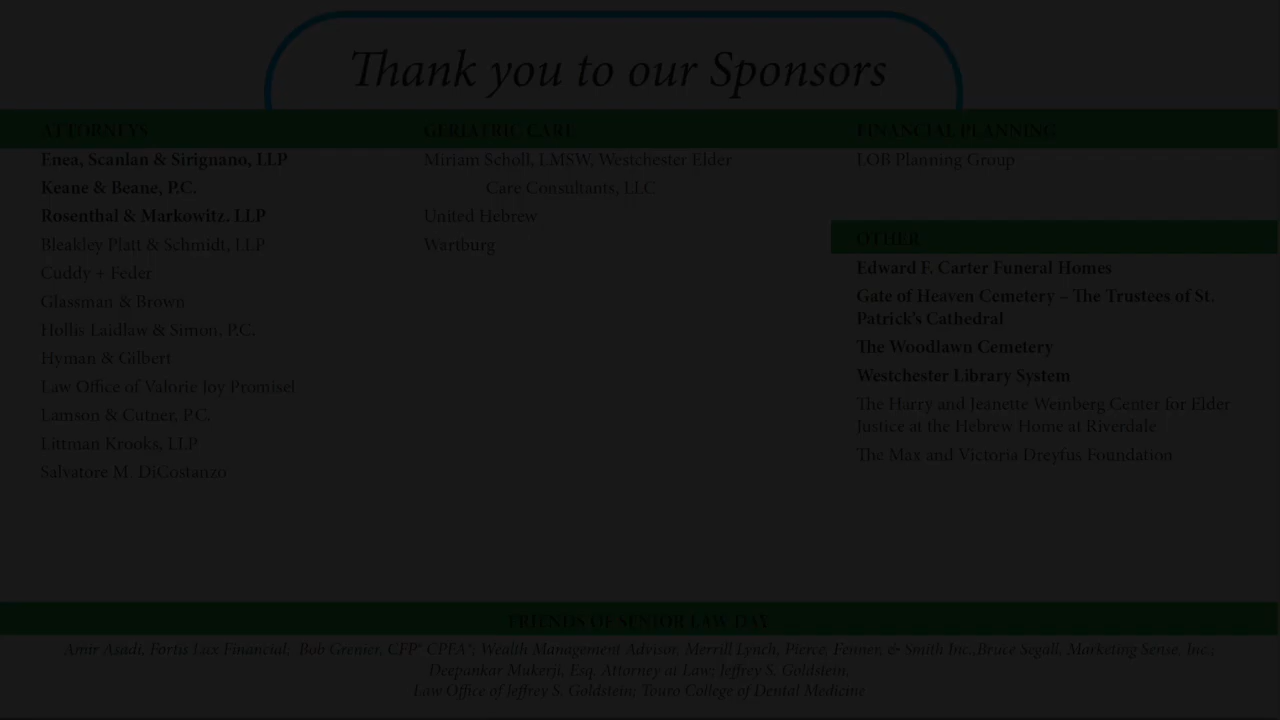 Thank you to our Sponsors
ATTORNEYS
Enea, Scanlan & Sirignano, LLP
Keane & Beane, P.C.
Rosenthal & Markowitz, LLP
Bleakley Platt & Schmidt, LLP
Cuddy + Feder
Glassman & Brown
Hollis Laidlaw & Simon, P.C.
Hyman & Gilbert
Law Office of Valorie Joy Promisel
Lamson & Cutner, P.C.
Littman Krooks, LLP
Salvatore M. DiCostanzo
GERIATRIC CARE
Miriam Scholl, LMSW, Westchester Elder
Care Consultants, LLC
United Hebrew
Wartburg
FINANCIAL PLANNING
LOB Planning Group
OTHER
Edward F. Carter Funeral Homes
Gate of Heaven Cemetery – The Trustees of St.
Patrick's Cathedral
The Woodlawn Cemetery
Westchester Library System
The Harry and Jeanette Weinberg Center for Elder
Justice at the Hebrew Home at Riverdale
The Max and Victoria Dreyfus Foundation
FRIENDS OF SENIOR LAW DAY
Amir Asadi, Fortis Lux Financial; Bob Grenier, CFP® CPFA®, Wealth Management Advisor, Merrill Lynch, Pierce, Fenner, & Smith Inc.,Bruce Segall, Marketing Sense, Inc.;
Deepankar Mukerji, Esq. Attorney at Law; Jeffrey S. Goldstein,
Law Office of Jeffrey S. Goldstein; Touro College of Dental Medicine